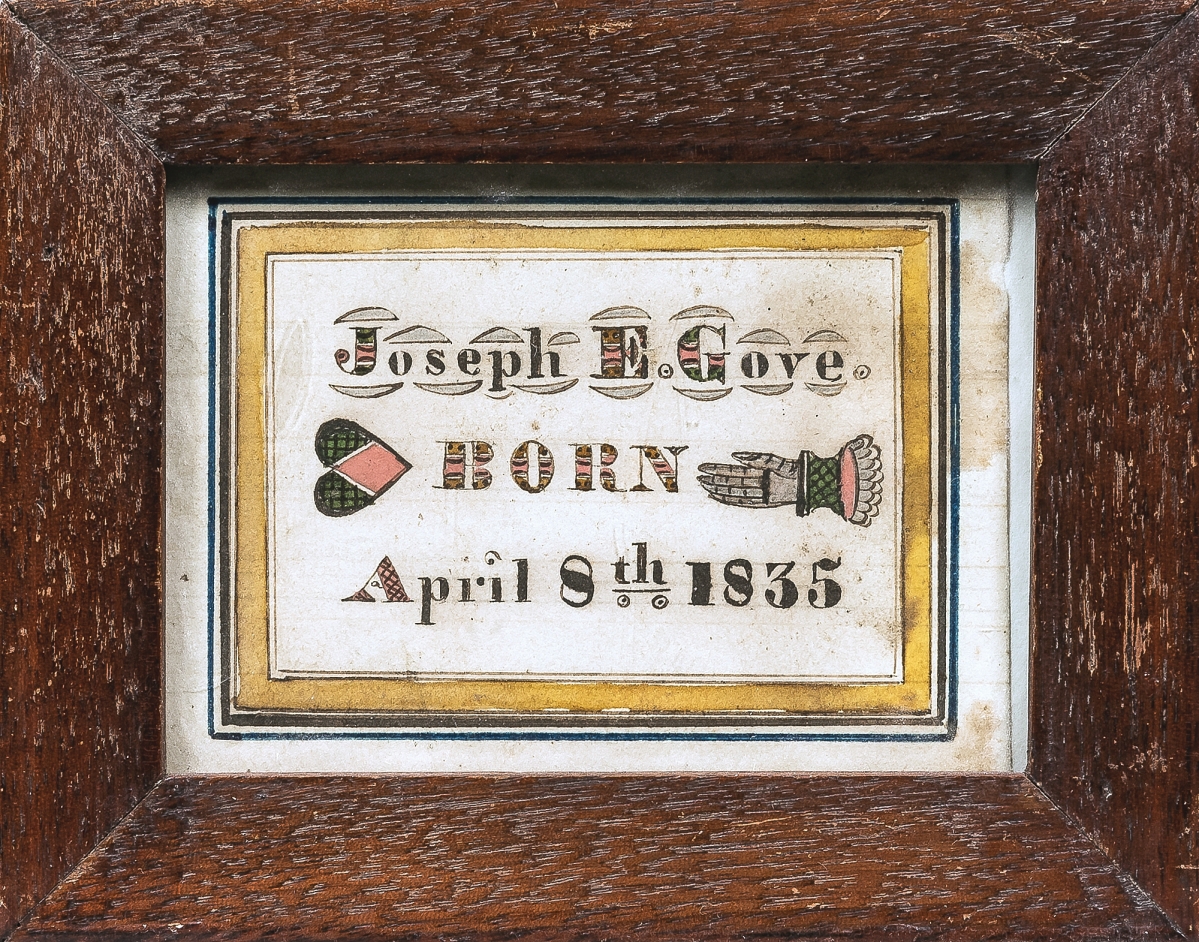 Joseph E. Gove.
BORN
April 8th 1835